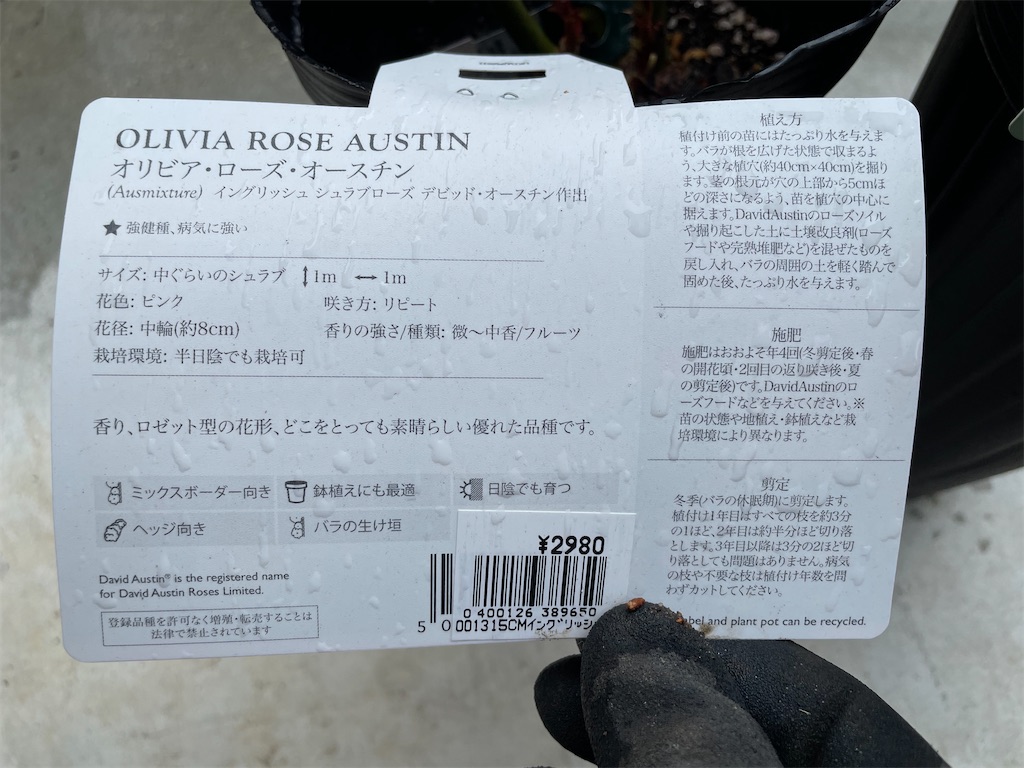 OLIVIA ROSE AUSTIN
オリビア・ローズ・オースチン
(Ausmixture) イングリッシュ シュラブローズ デビッド・オースチン作出
★ 強健種、病気に強い
サイズ: 中ぐらいのシュラブ ↕1m ↔1m
花色: ピンク 咲き方: リピート
花径: 中輪(約8cm) 香りの強さ/種類: 微〜中香/フルーツ
栽培環境: 半日陰でも栽培可
香り、ロゼット型の花形、どこをとっても素晴らしい優れた品種です。
ミックスボーダー向き 鉢植えにも最適 日陰でも育つ
ヘッジ向き バラの生け垣
David Austin® is the registered name
for David Austin Roses Limited.
登録品種を許可なく増殖・転売することは
法律で禁止されています
¥2980
0 400126 389650
5 0
001315CMイングリッシ
植え方
植付け前の苗にはたっぷり水を与えま
す。バラが根を広げた状態で収まるよ
う、大きな植穴(約40cm×40cm)を掘り
ます。茎の根元が穴の上部から5cmほ
どの深さになるよう、苗を植穴の中心に
据えます。DavidAustinのローズソイル
や掘り起こした土に土壌改良剤(ローズ
フードや完熟堆肥など)を混ぜたものを
戻し入れ、バラの周囲の土を軽く踏んで
固めた後、たっぷり水を与えます。
施肥
施肥はおおよそ年4回(冬剪定後・春
の開花頃・2回目の返り咲き後・夏
の剪定後)です。DavidAustinのロ
ーズフードなどを与えてください。※
苗の状態や地植え・鉢植えなど栽
培環境により異なります。
剪定
冬季(バラの休眠期)に剪定します。
植付け1年目はすべての枝を約3分
の1ほど、2年目は約半分ほど切り落
とします。3年目以降は3分の2ほど切
り落としても問題はありません。病気
の枝や不要な枝は植付け年数を問
わずカットしてください。
abel and plant pot can be recycled.